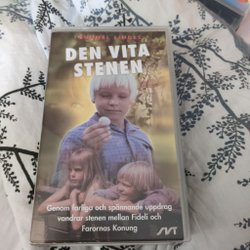 DEN VITA
STENEN
Genom farliga och spännande uppdrag
vandrar stenen mellan Fideli och
Farornas Konung
SVT